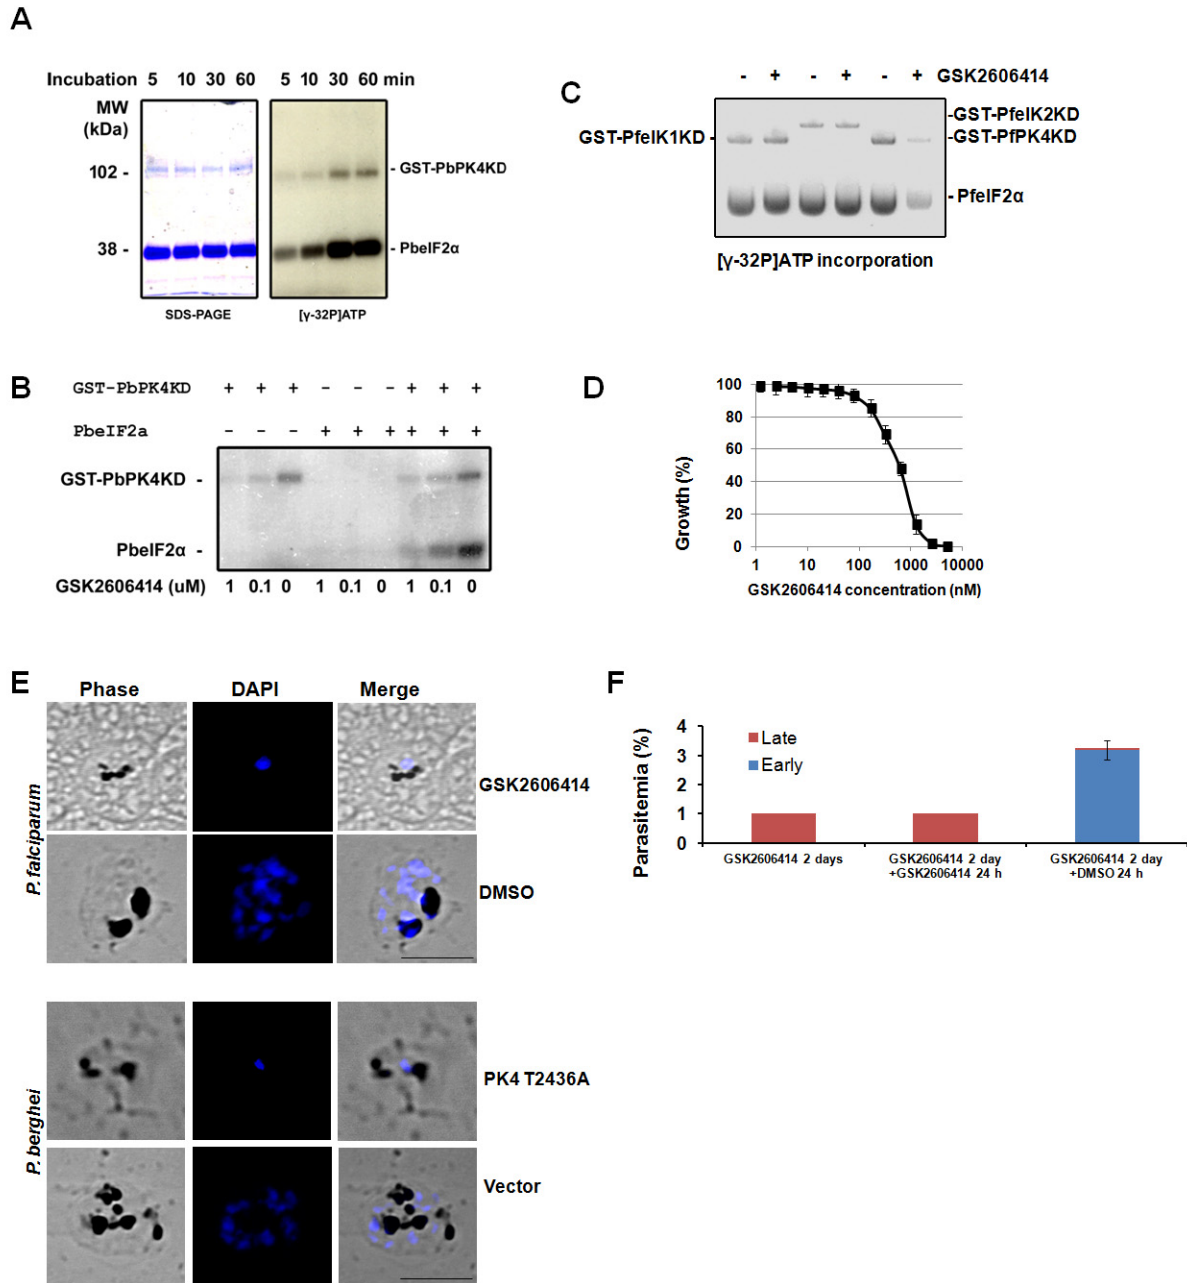 A
Incubation 5 10 30 60 5 10 30 60 min
MW
(kDa)
102 -
38 -
- GST-PbPK4KD
- PbeIF2α
SDS-PAGE
[γ-32P]ATP
C
- + - + - + GSK2606414
GST-PfeIK1KD
-GST-PfeIK2KD
-GST-PfPK4KD
-PfeIF2α
[γ-32P]ATP incorporation
B
GST-PbPK4KD + + + - - - + + +
PbeIF2a - - - + + + + + +
GST-PbPK4KD -
PbeIF2α -
GSK2606414 (uM) 1 0.1 0 1 0.1 0 1 0.1 0
D
Growth (%)
100
80
60
40
20
0
1 10 100 1000 10000
GSK2606414 concentration (nM)
E
Phase DAPI Merge
P. falciparum
GSK2606414
DMSO
P. berghei
PK4 T2436A
Vector
F
Parasitemia (%)
4
3
2
1
0
Late
Early
GSK2606414 2 days
GSK2606414 2 day
+GSK2606414 24 h
GSK2606414 2 day
+DMSO 24 h